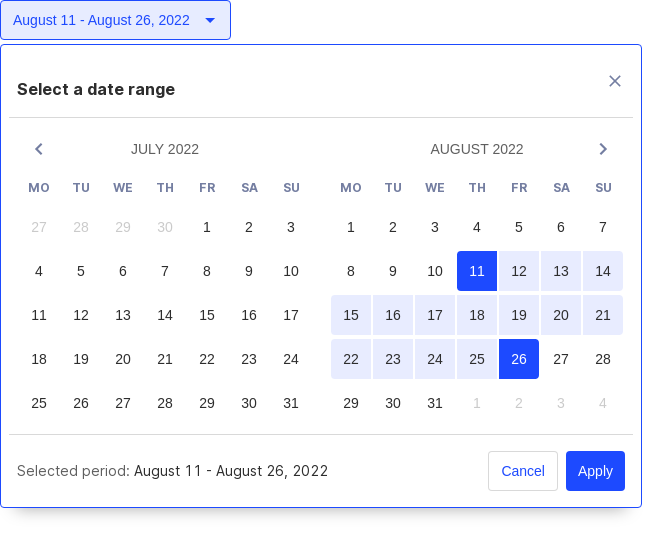 August 11 - August 26, 2022
Select a date range
JULY 2022
MO TU WE TH FR SA SU
27 28 29 30 1 2 3
4 5 6 7 8 9 10
11 12 13 14 15 16 17
18 19 20 21 22 23 24
25 26 27 28 29 30 31
AUGUST 2022
MO TU WE TH FR SA SU
1 2 3 4 5 6 7
8 9 10 11 12 13 14
15 16 17 18 19 20 21
22 23 24 25 26 27 28
29 30 31 1 2 3 4
Selected period: August 11 - August 26, 2022
Cancel
Apply